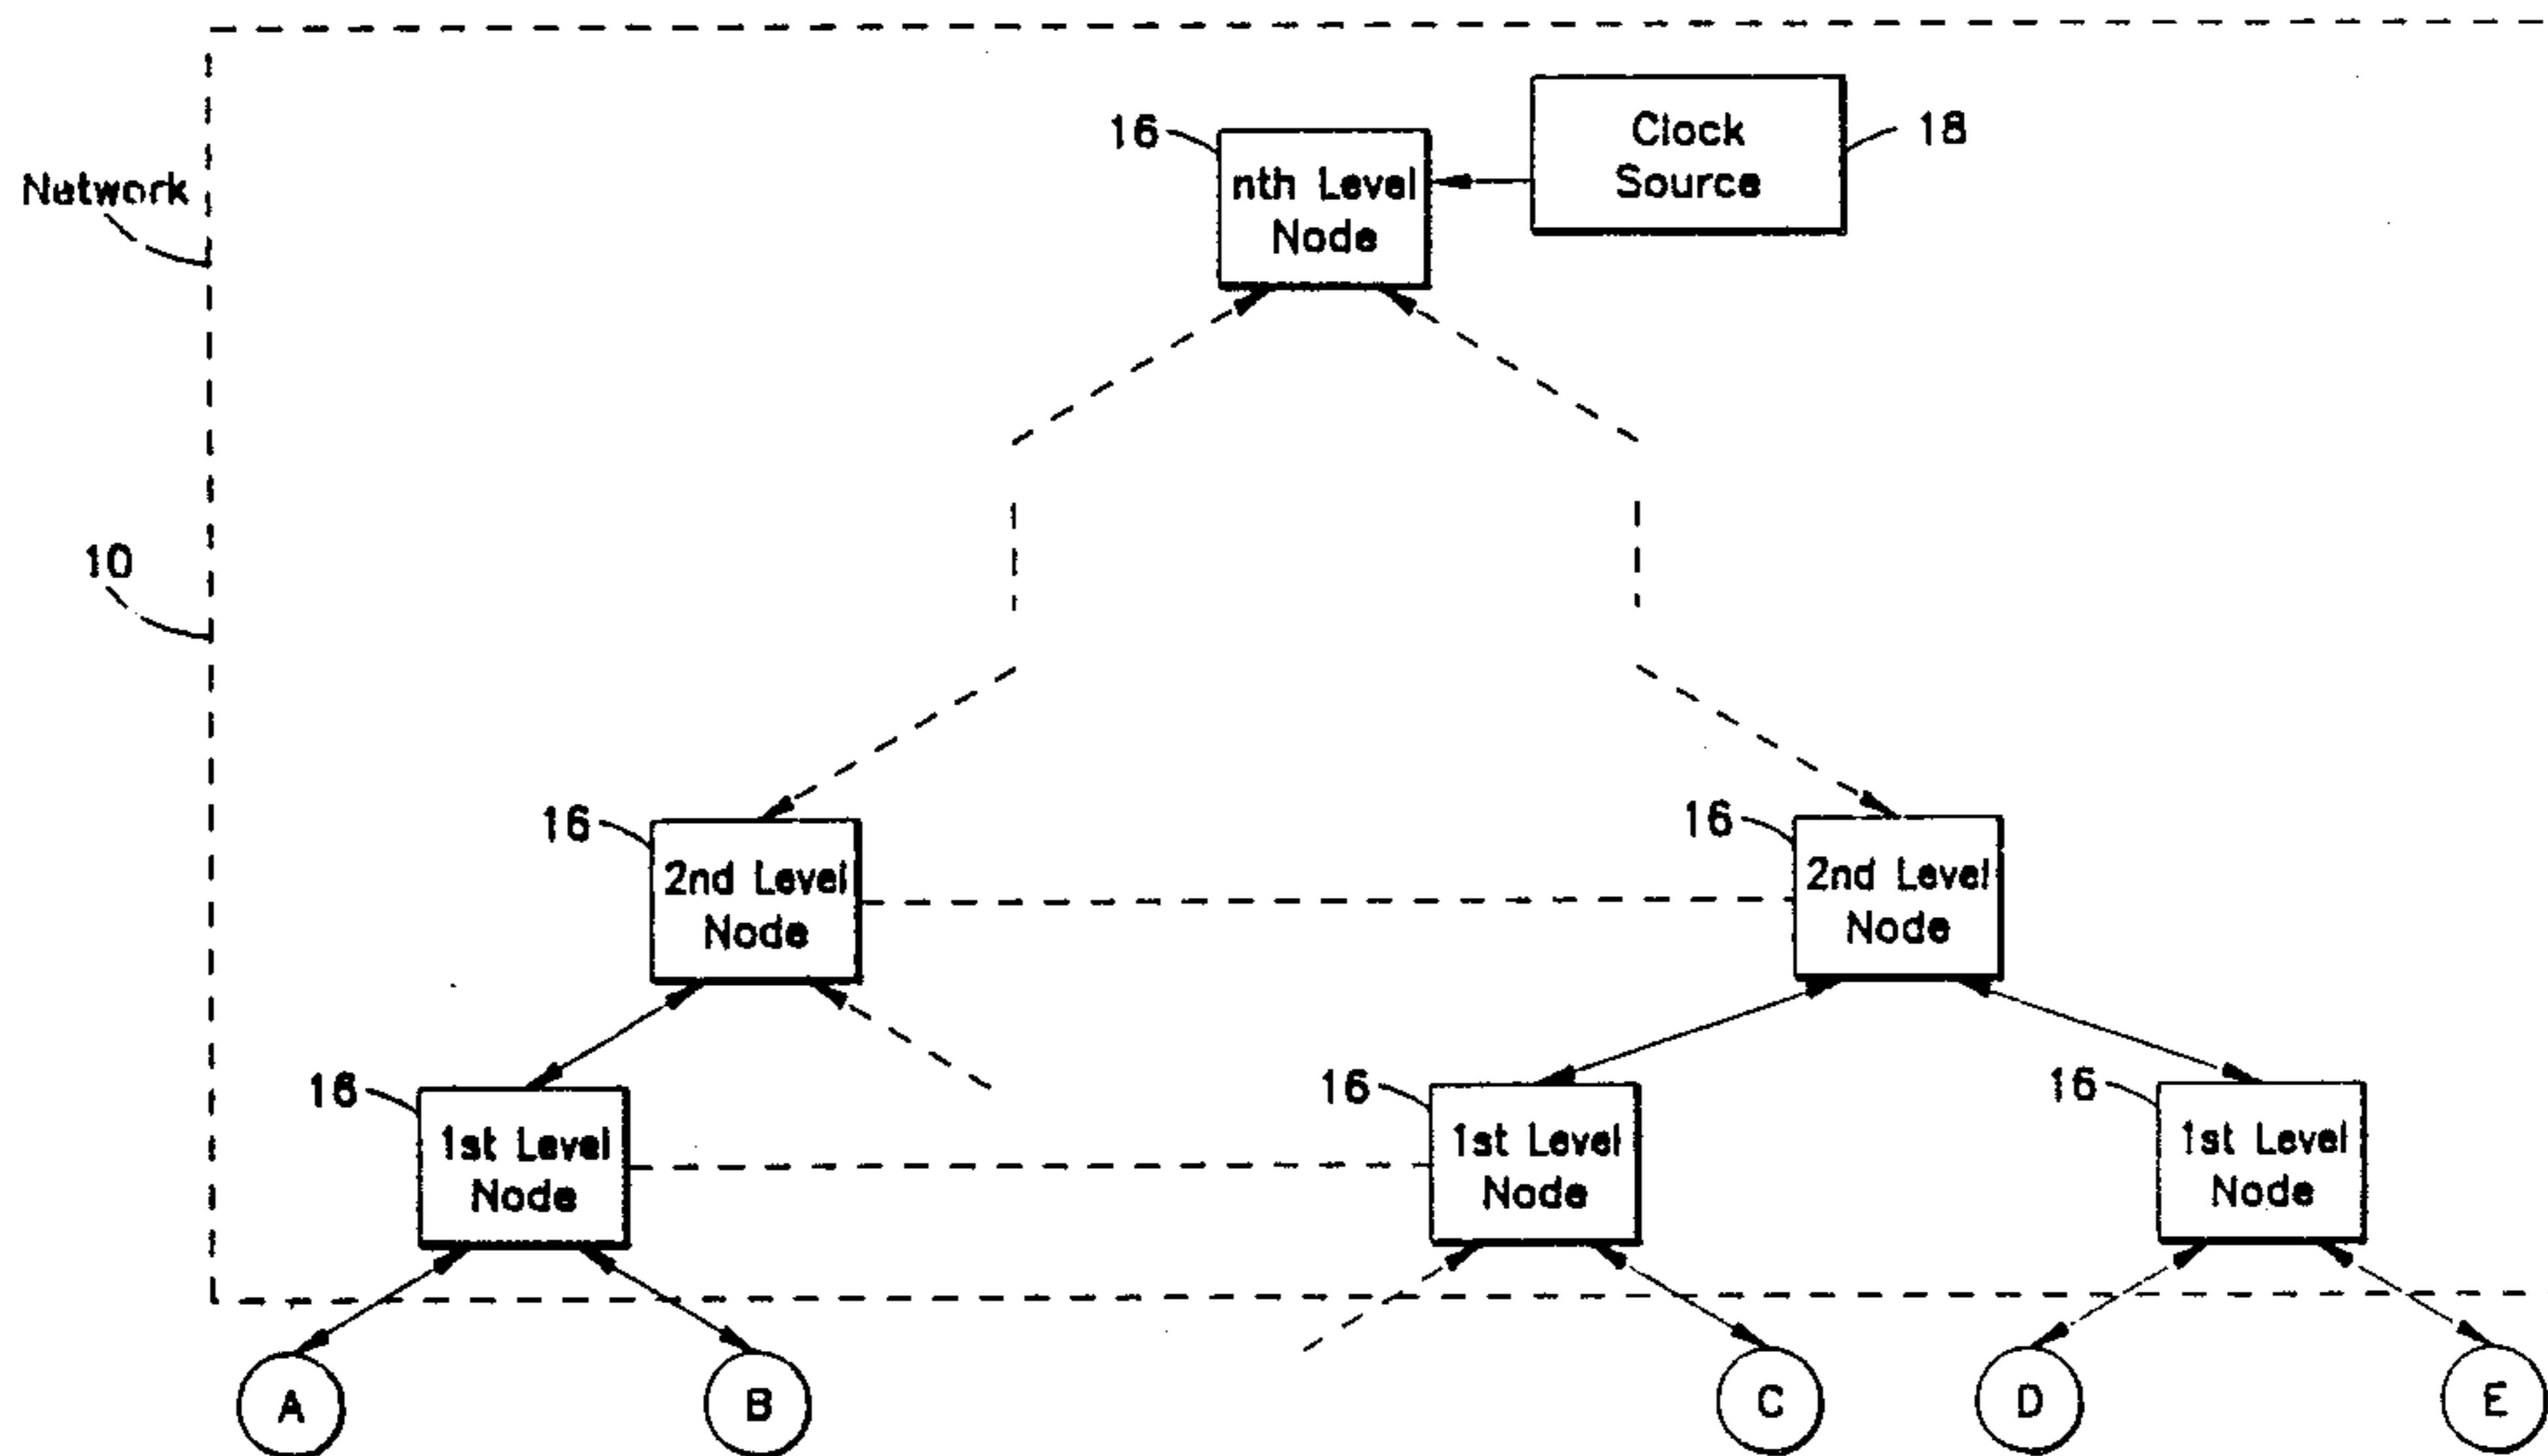 Clock
Source
18
16
nth Level
Node
Network
10
16
2nd Level
Node
16
2nd Level
Node
16
1st Level
Node
16
1st Level
Node
16
1st Level
Node
A
B
C
D
E